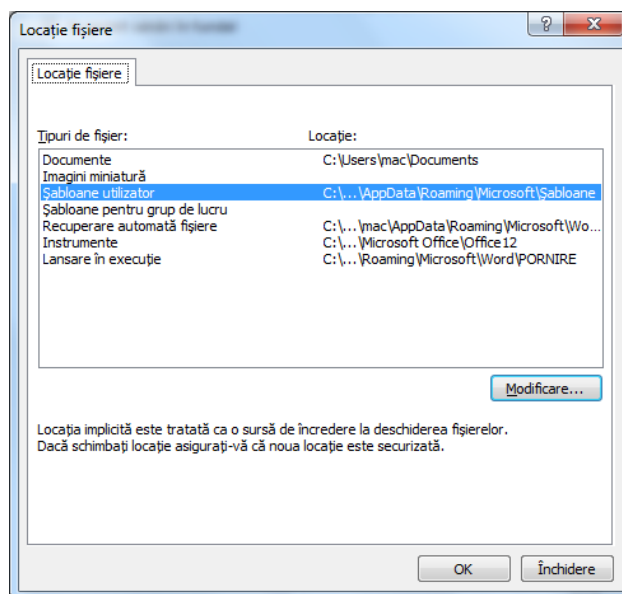 Locație fișiere
Locație fișiere
Tipuri de fișier: Locație:
Documente C:\Users\mac\Documents
Imagini miniatură
Șabloane utilizator C:\...\AppData\Roaming\Microsoft\Șabloane
Șabloane pentru grup de lucru
Recuperare automată fișiere C:\...\mac\AppData\Roaming\Microsoft\Wo...
Instrumente C:\...\Microsoft Office\Office12
Lansare în execuție C:\...\Roaming\Microsoft\Word\PORNIRE
Modificare...
Locația implicită este tratată ca o sursă de încredere la deschiderea fișierelor.
Dacă schimbați locație asigurați-vă că noua locație este securizată.
OK Închidere